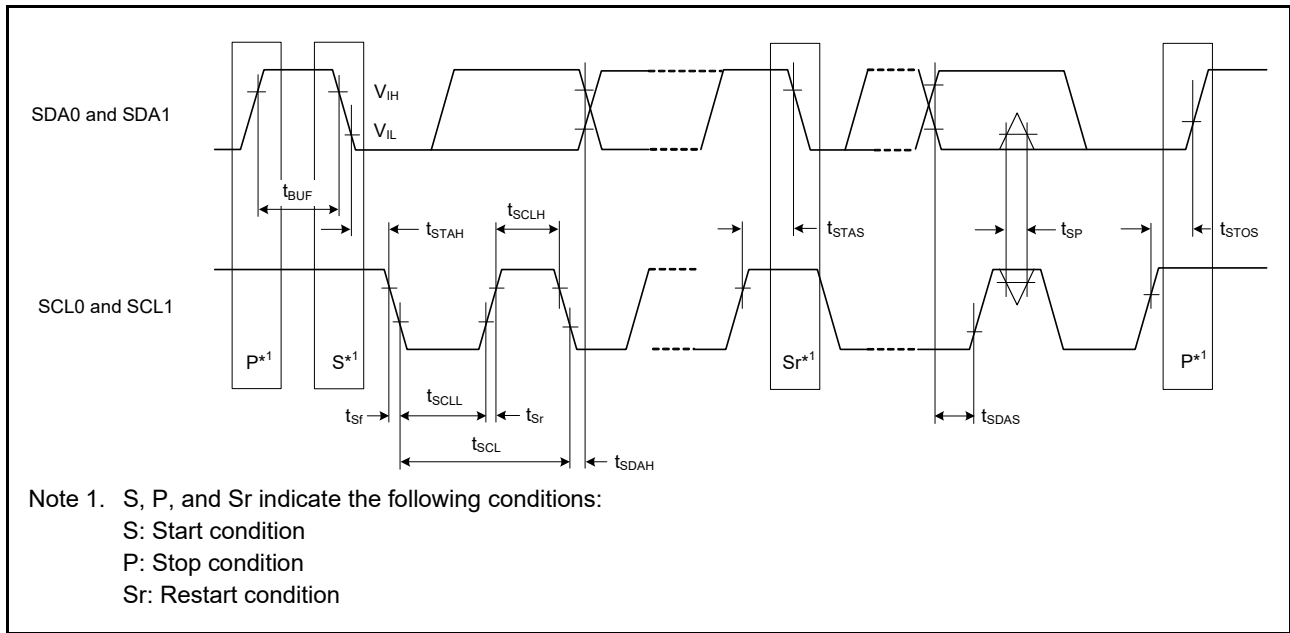 SDA0 and SDA1
VIH
VIL
tBUF
tSTAH
tSCLH
tSTAS
tSP
tSTOS
SCL0 and SCL1
P*1
S*1
Sr*1
P*1
tSf
tSCLL
tSr
tSCL
tSDAH
tSDAS
Note 1. S, P, and Sr indicate the following conditions:
S: Start condition
P: Stop condition
Sr: Restart condition